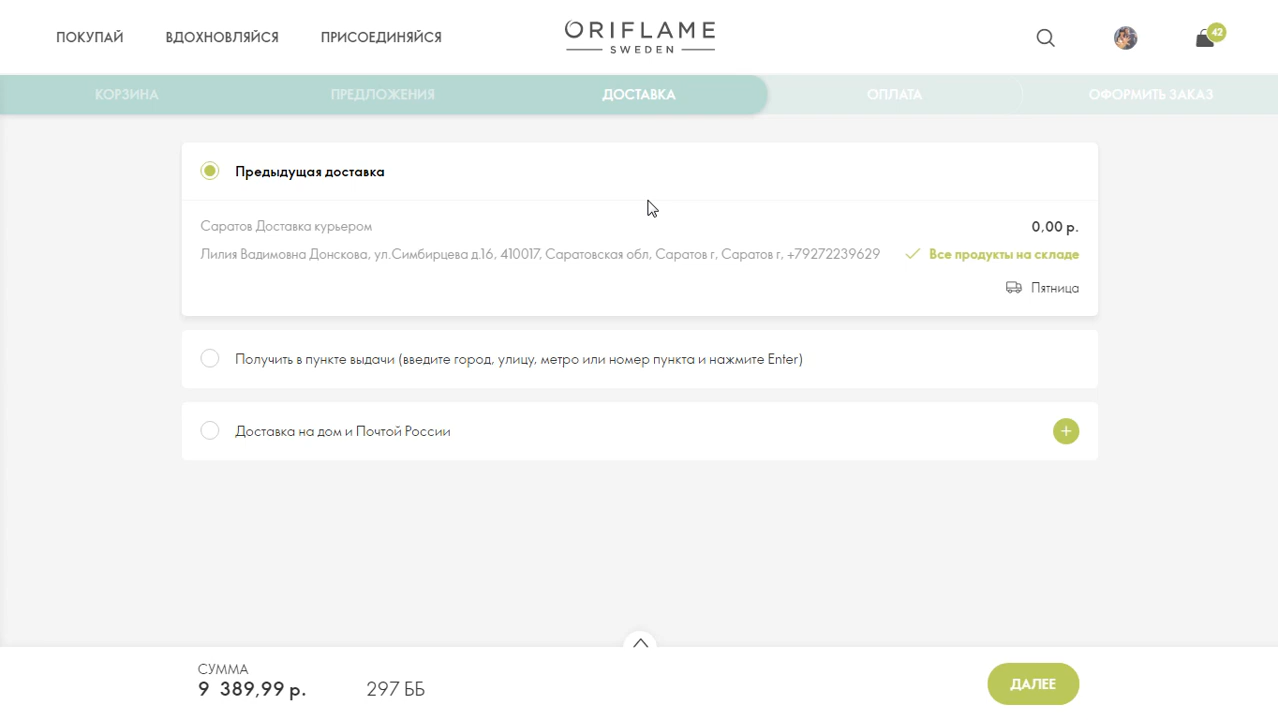 ПОКУПАЙ ВДОХНОВЛЯЙСЯ ПРИСОЕДИНЯЙСЯ
ORIFLAME
SWEDEN
42
КОРЗИНА ПРЕДЛОЖЕНИЯ ДОСТАВКА ОПЛАТА ОФОРМИТЬ ЗАКАЗ
Предыдущая доставка
Саратов Доставка курьером 0,00 р.
Лилия Вадимовна Донскова, ул.Симбирцева д.16, 410017, Саратовская обл, Саратов г, Саратов г, +79272239629 Все продукты на складе
Пятница
Получить в пункте выдачи (введите город, улицу, метро или номер пункта и нажмите Enter)
Доставка на дом и Почтой России
СУММА
9 389,99 р. 297 ББ
ДАЛЕЕ